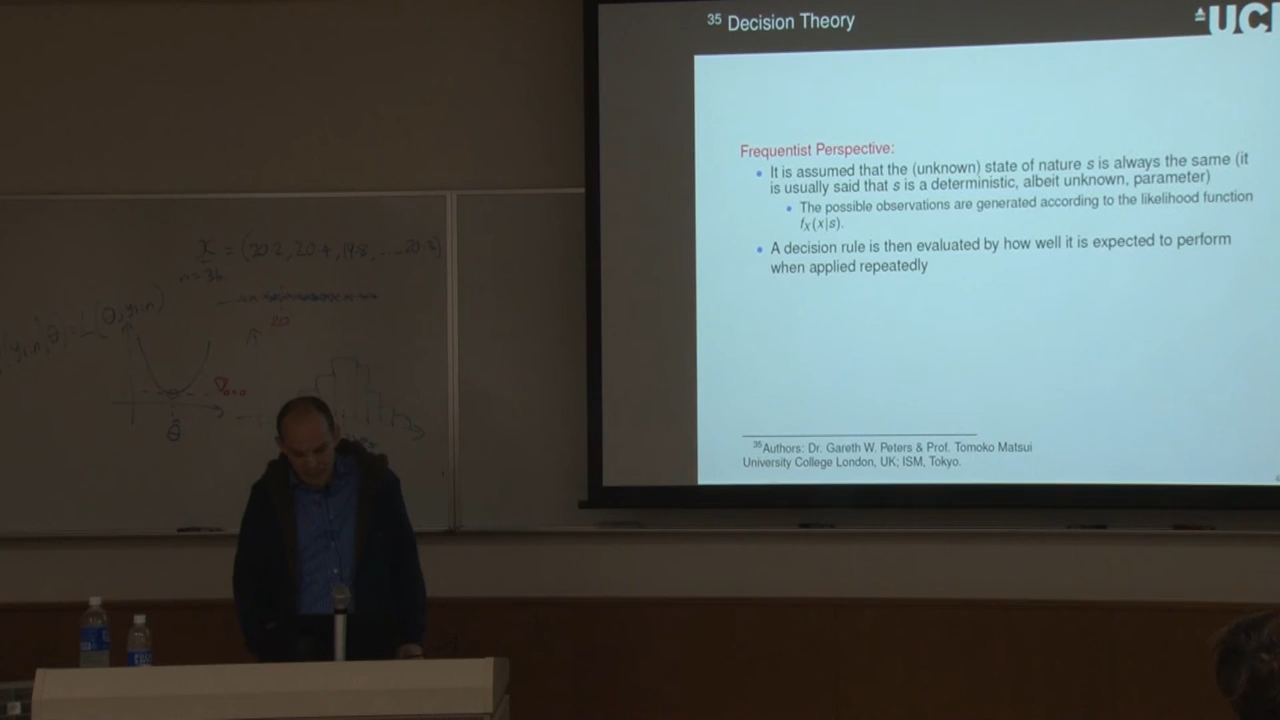 35 Decision Theory
UCL
Frequentist Perspective:
• It is assumed that the (unknown) state of nature s is always the same (it
is usually said that s is a deterministic, albeit unknown, parameter)
• The possible observations are generated according to the likelihood function
fX(x|s).
• A decision rule is then evaluated by how well it is expected to perform
when applied repeatedly
35Authors: Dr. Gareth W. Peters & Prof. Tomoko Matsui
University College London, UK; ISM, Tokyo.
x = (20.2, 20.4, 19.8, ... 20.2)
n=36
20
θ̂